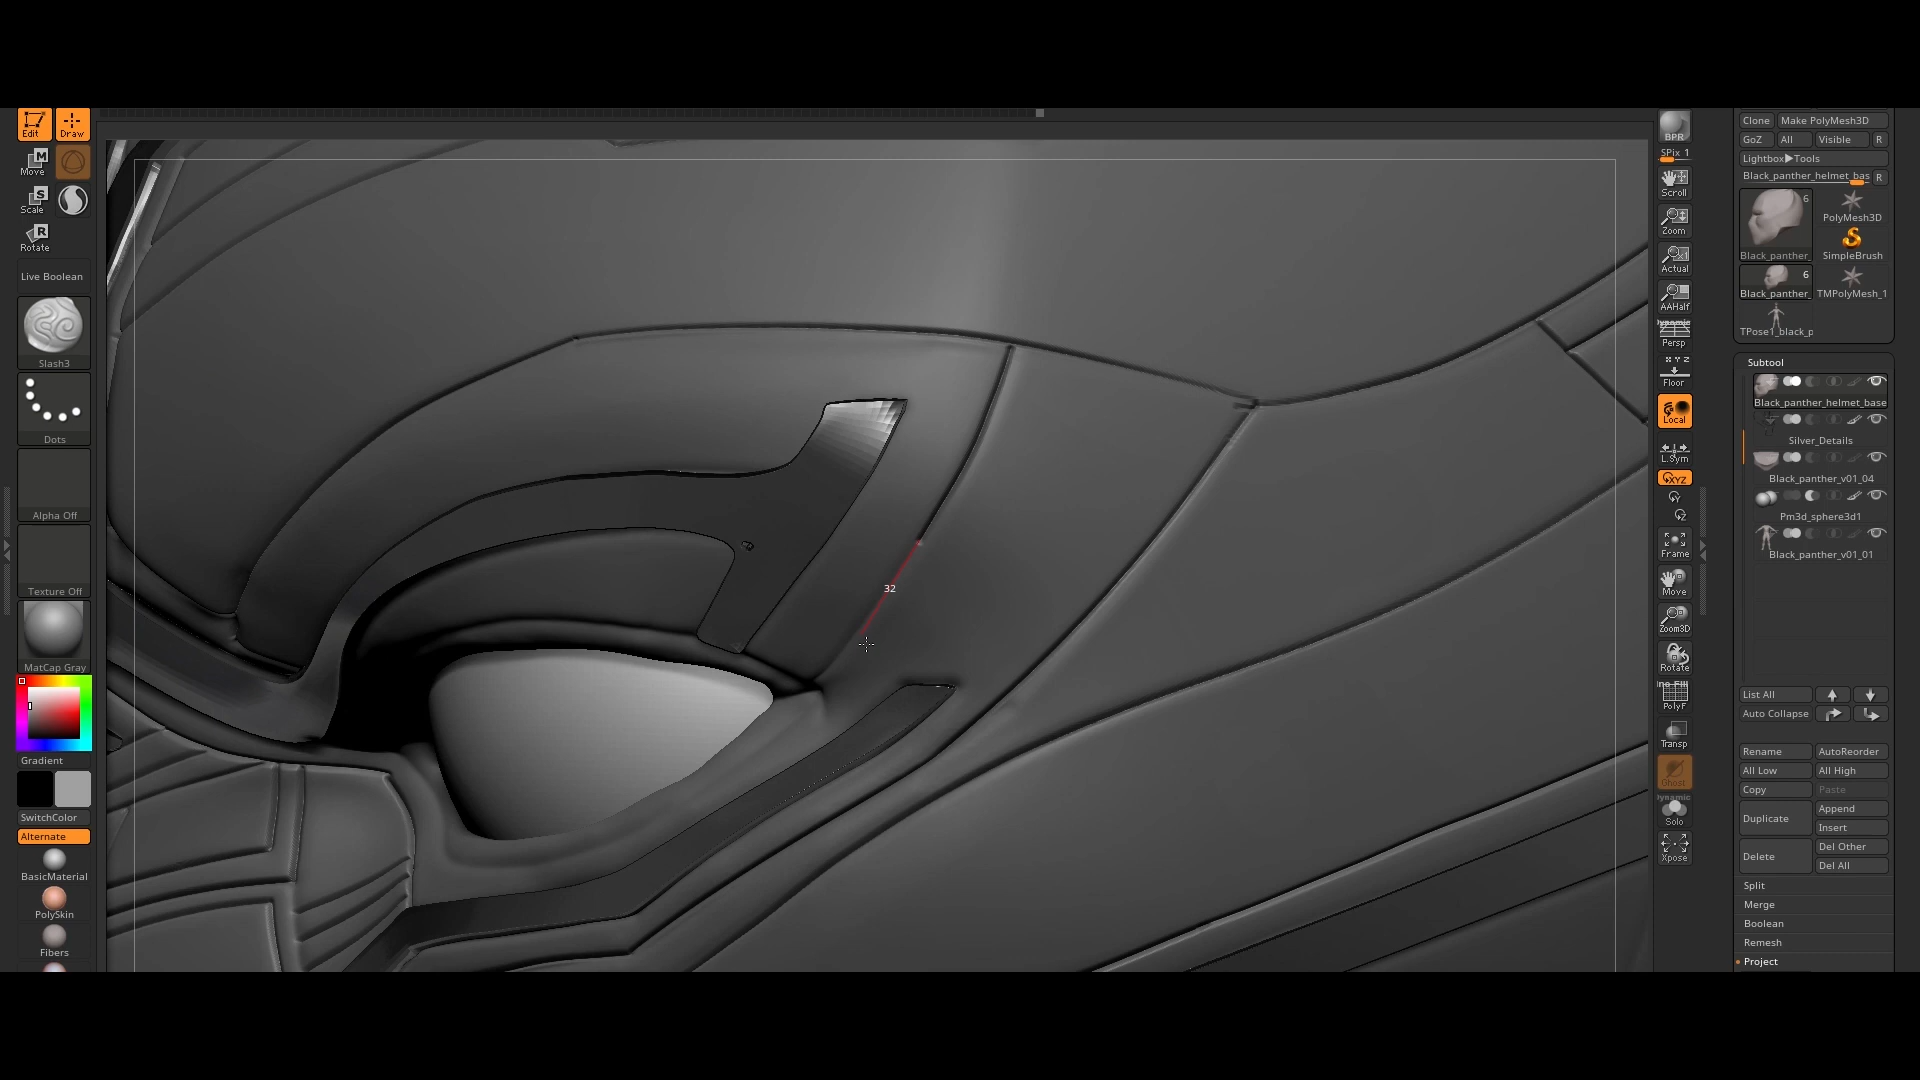 Edit Draw
Move
Scale
Rotate
Live Boolean
Slash3
Dots
Alpha Off
Texture Off
MatCap Gray
Gradient
SwitchColor
Alternate
BasicMaterial
PolySkin
Fibers
32
BPR
SPix 1
Scroll
Zoom
Actual
AAHalf
Dynamic
Persp
X Y Z
Floor
Local
L.Sym
XYZ
Y
Z
Frame
Move
Zoom3D
Rotate
PolyF
Transp
Ghost
Dynamic
Solo
Xpose
Clone Make PolyMesh3D
GoZ All Visible R
Lightbox▶Tools
Black_panther_helmet_bas R
6
PolyMesh3D
Black_panther_ SimpleBrush
6
Black_panther_ TMPolyMesh_1
TPose1_black_p
Subtool
Black_panther_helmet_base
Silver_Details
Black_panther_v01_04
Pm3d_sphere3d1
Black_panther_v01_01
List All
Auto Collapse
Rename AutoReorder
All Low All High
Copy Paste
Duplicate Append
Insert
Delete Del Other
Del All
Split
Merge
Boolean
Remesh
Project